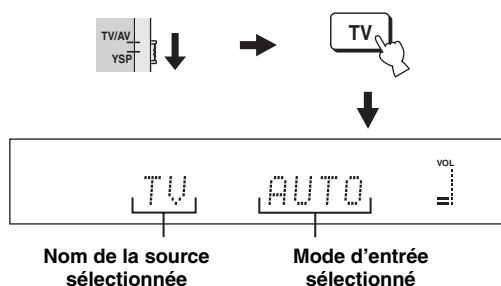 TV/AV
YSP
TV
VOL
TV AUTO
Nom de la source
sélectionnée
Mode d'entrée
sélectionné